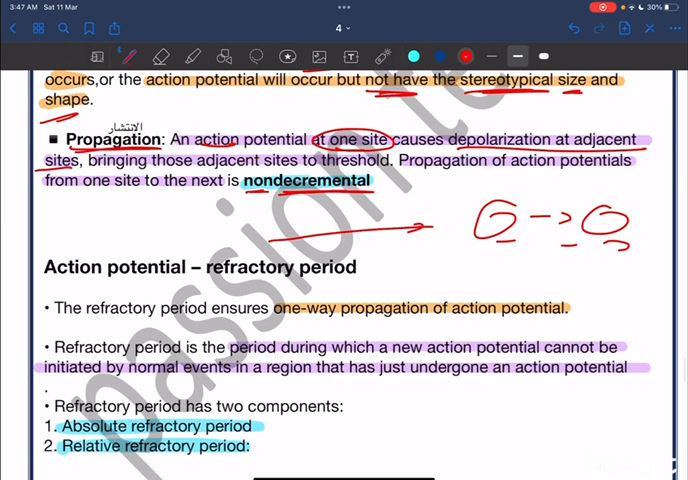 3:47 AM Sat 11 Mar
30%
4
occurs,or the action potential will occur but not have the stereotypical size and
shape.
الانتشار
▪ Propagation: An action potential at one site causes depolarization at adjacent
sites, bringing those adjacent sites to threshold. Propagation of action potentials
from one site to the next is nondecremental
Action potential – refractory period
• The refractory period ensures one-way propagation of action potential.
• Refractory period is the period during which a new action potential cannot be
initiated by normal events in a region that has just undergone an action potential
.
• Refractory period has two components:
1. Absolute refractory period
2. Relative refractory period:
passion